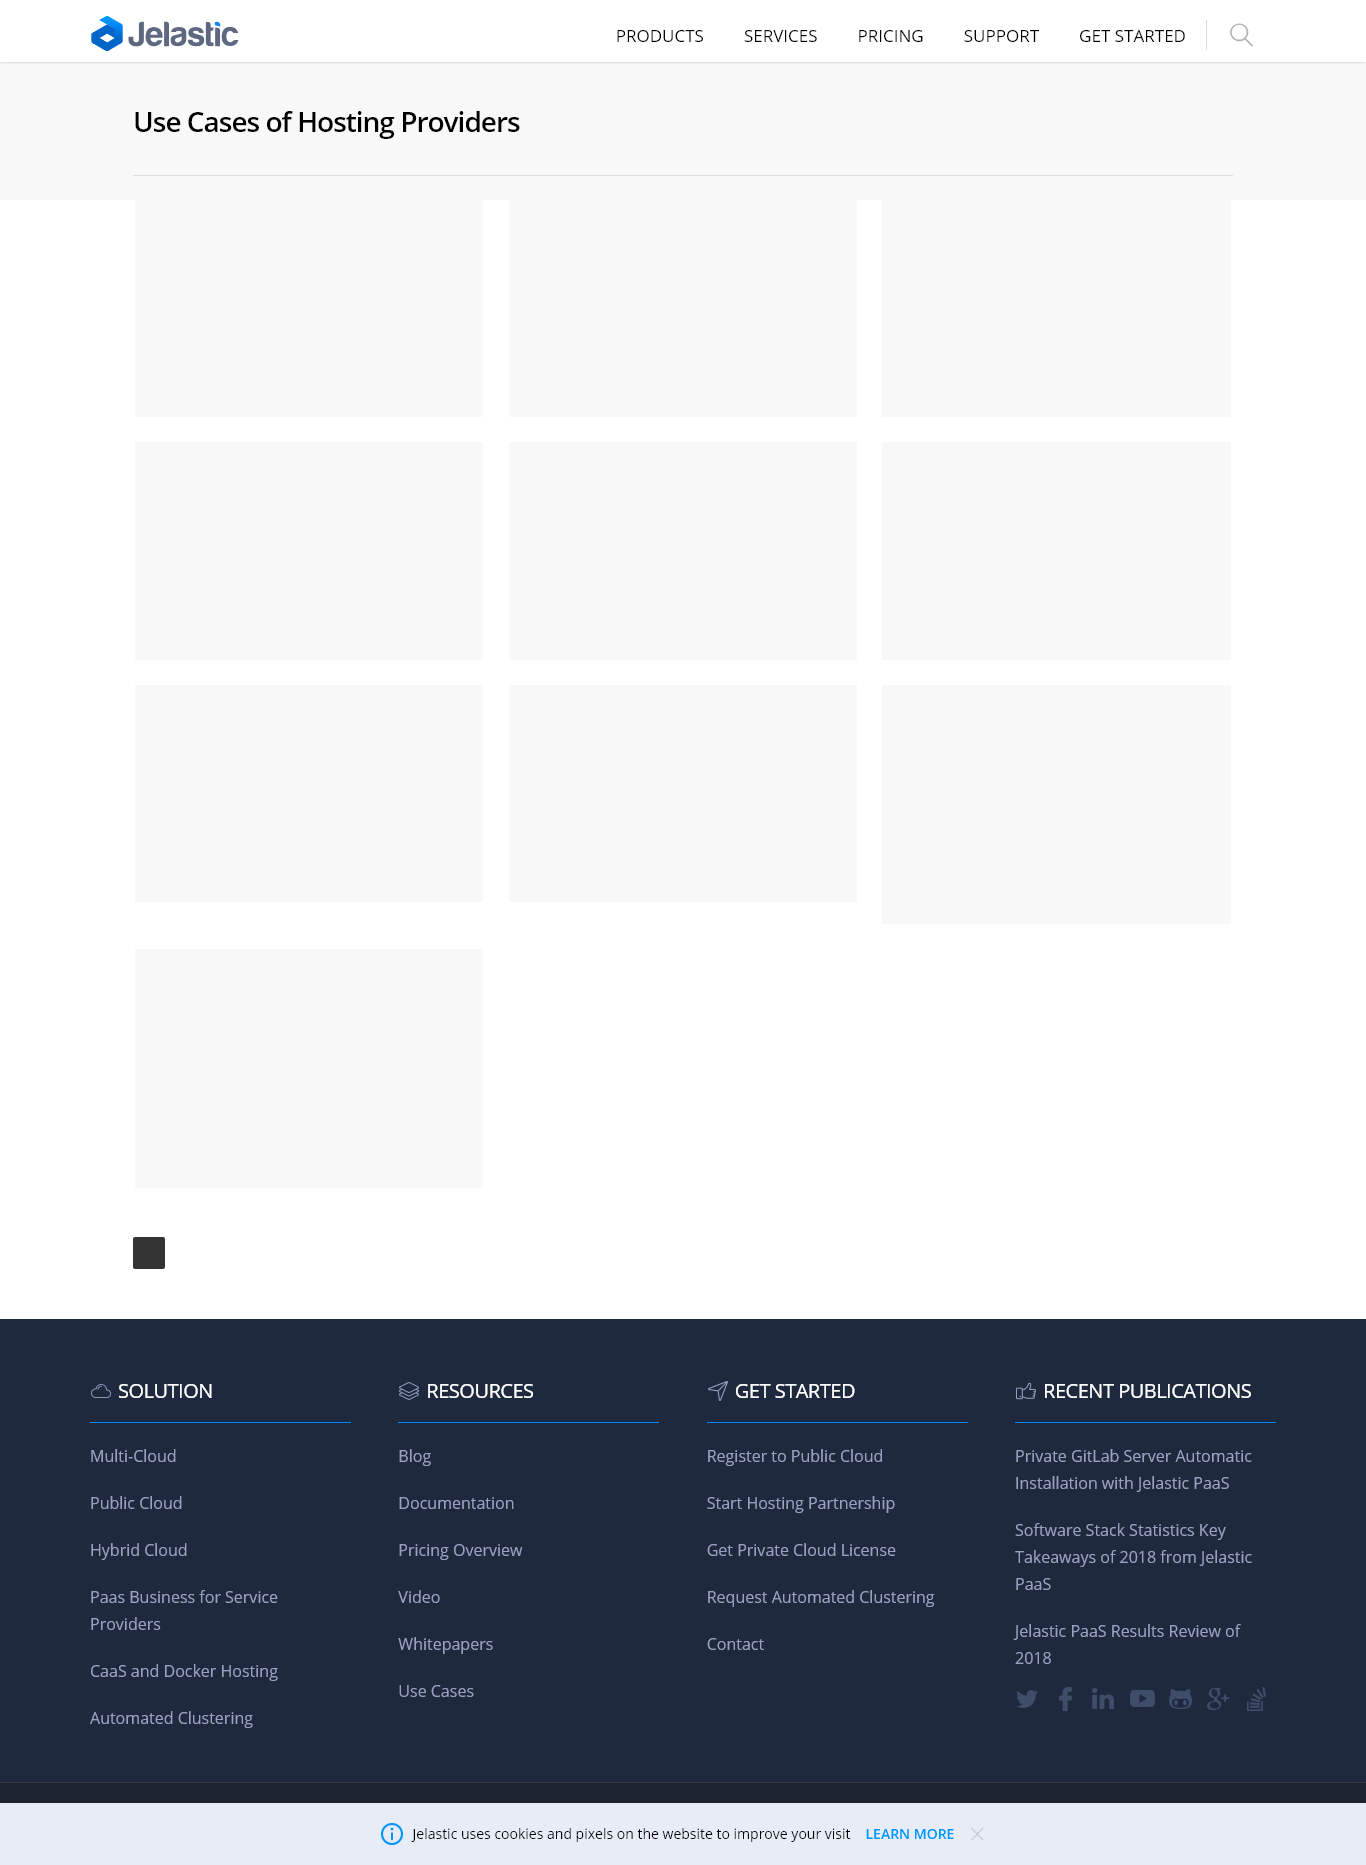 Jelastic
PRODUCTS
SERVICES
PRICING
SUPPORT
GET STARTED
Use Cases of Hosting Providers
SOLUTION
Multi-Cloud
Public Cloud
Hybrid Cloud
Paas Business for Service
Providers
CaaS and Docker Hosting
Automated Clustering
RESOURCES
Blog
Documentation
Pricing Overview
Video
Whitepapers
Use Cases
GET STARTED
Register to Public Cloud
Start Hosting Partnership
Get Private Cloud License
Request Automated Clustering
Contact
RECENT PUBLICATIONS
Private GitLab Server Automatic
Installation with Jelastic PaaS
Software Stack Statistics Key
Takeaways of 2018 from Jelastic
PaaS
Jelastic PaaS Results Review of
2018
Jelastic uses cookies and pixels on the website to improve your visit LEARN MORE